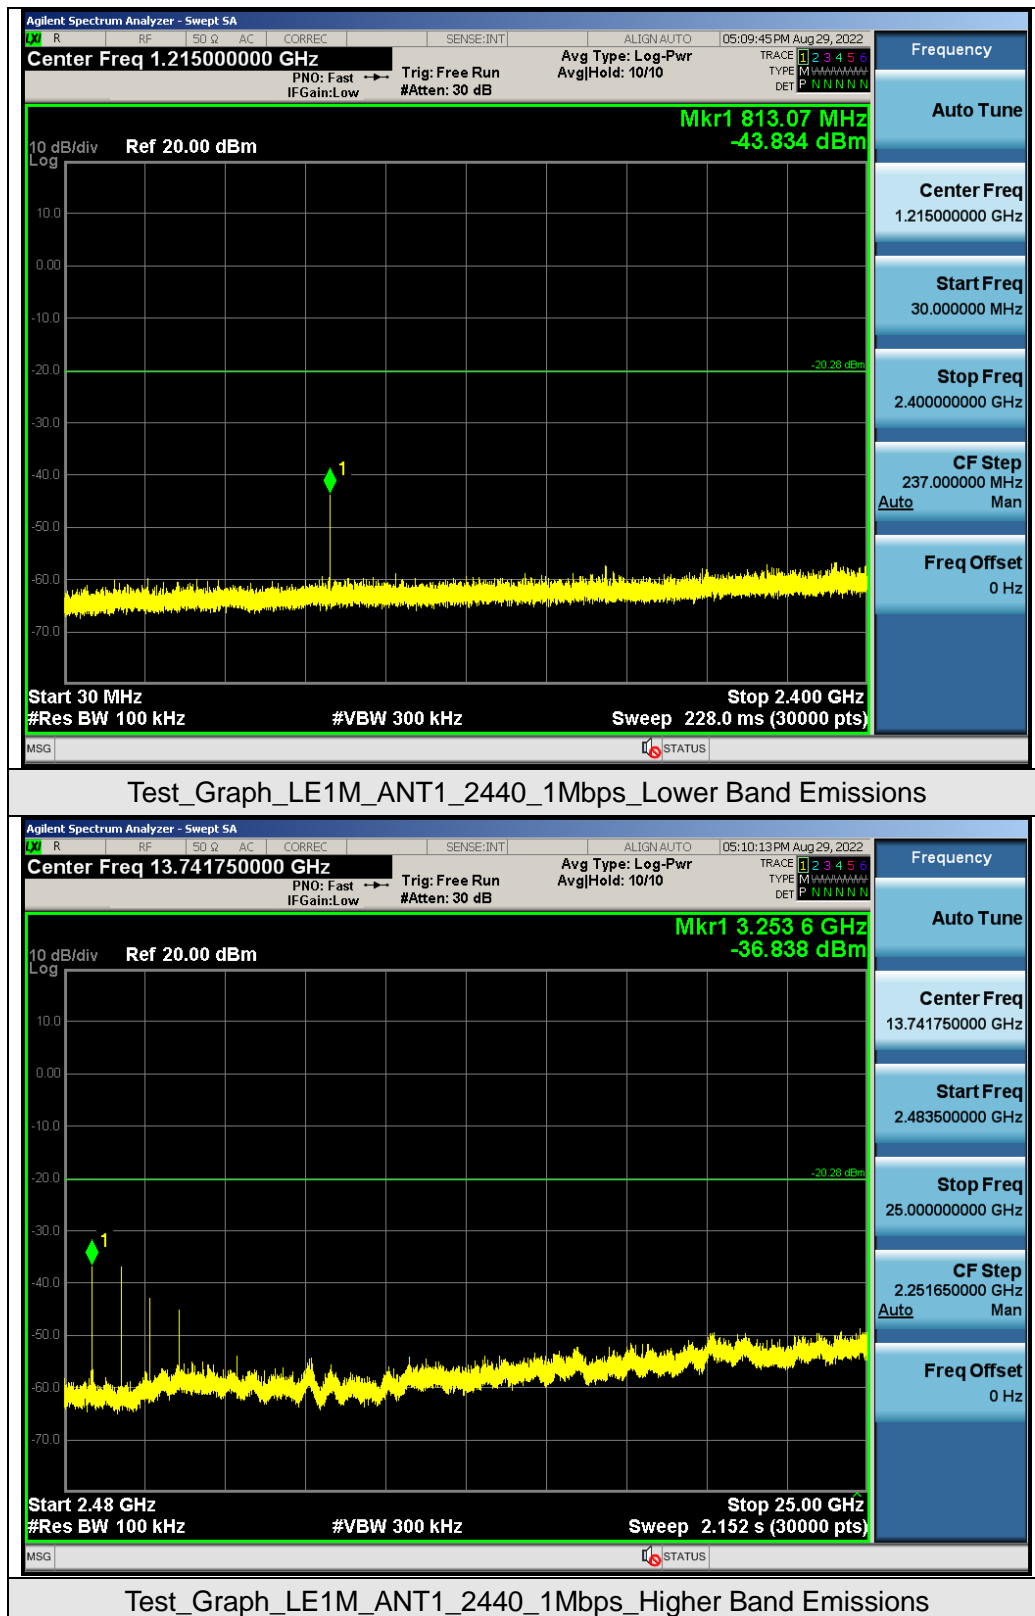 Agilent Spectrum Analyzer - Swept SA
LXI R RF 50 Ω AC CORREC SENSE:INT ALIGN AUTO 05:09:45 PM Aug 29, 2022
Center Freq 1.215000000 GHz
PNO: Fast Trig: Free Run
IFGain:Low #Atten: 30 dB
Avg Type: Log-Pwr
Avg|Hold: 10/10
TRACE 1 2 3 4 5 6
TYPE M WWWWW
DET P N N N N N
Mkr1 813.07 MHz
-43.834 dBm
10 dB/div Ref 20.00 dBm
Log
10.0
0.00
-10.0
-20.0
-20.28 dBm
-30.0
-40.0
1
-50.0
-60.0
-70.0
Start 30 MHz Stop 2.400 GHz
#Res BW 100 kHz #VBW 300 kHz Sweep 228.0 ms (30000 pts)
MSG STATUS
Frequency
Auto Tune
Center Freq
1.215000000 GHz
Start Freq
30.000000 MHz
Stop Freq
2.400000000 GHz
CF Step
237.000000 MHz
Auto Man
Freq Offset
0 Hz
Test_Graph_LE1M_ANT1_2440_1Mbps_Lower Band Emissions
Agilent Spectrum Analyzer - Swept SA
LXI R RF 50 Ω AC CORREC SENSE:INT ALIGN AUTO 05:10:13 PM Aug 29, 2022
Center Freq 13.741750000 GHz
PNO: Fast Trig: Free Run
IFGain:Low #Atten: 30 dB
Avg Type: Log-Pwr
Avg|Hold: 10/10
TRACE 1 2 3 4 5 6
TYPE M WWWWW
DET P N N N N N
Mkr1 3.253 6 GHz
-36.838 dBm
10 dB/div Ref 20.00 dBm
Log
10.0
0.00
-10.0
-20.0
-20.28 dBm
-30.0
1
-40.0
-50.0
-60.0
-70.0
Start 2.48 GHz Stop 25.00 GHz
#Res BW 100 kHz #VBW 300 kHz Sweep 2.152 s (30000 pts)
MSG STATUS
Frequency
Auto Tune
Center Freq
13.741750000 GHz
Start Freq
2.483500000 GHz
Stop Freq
25.000000000 GHz
CF Step
2.251650000 GHz
Auto Man
Freq Offset
0 Hz
Test_Graph_LE1M_ANT1_2440_1Mbps_Higher Band Emissions